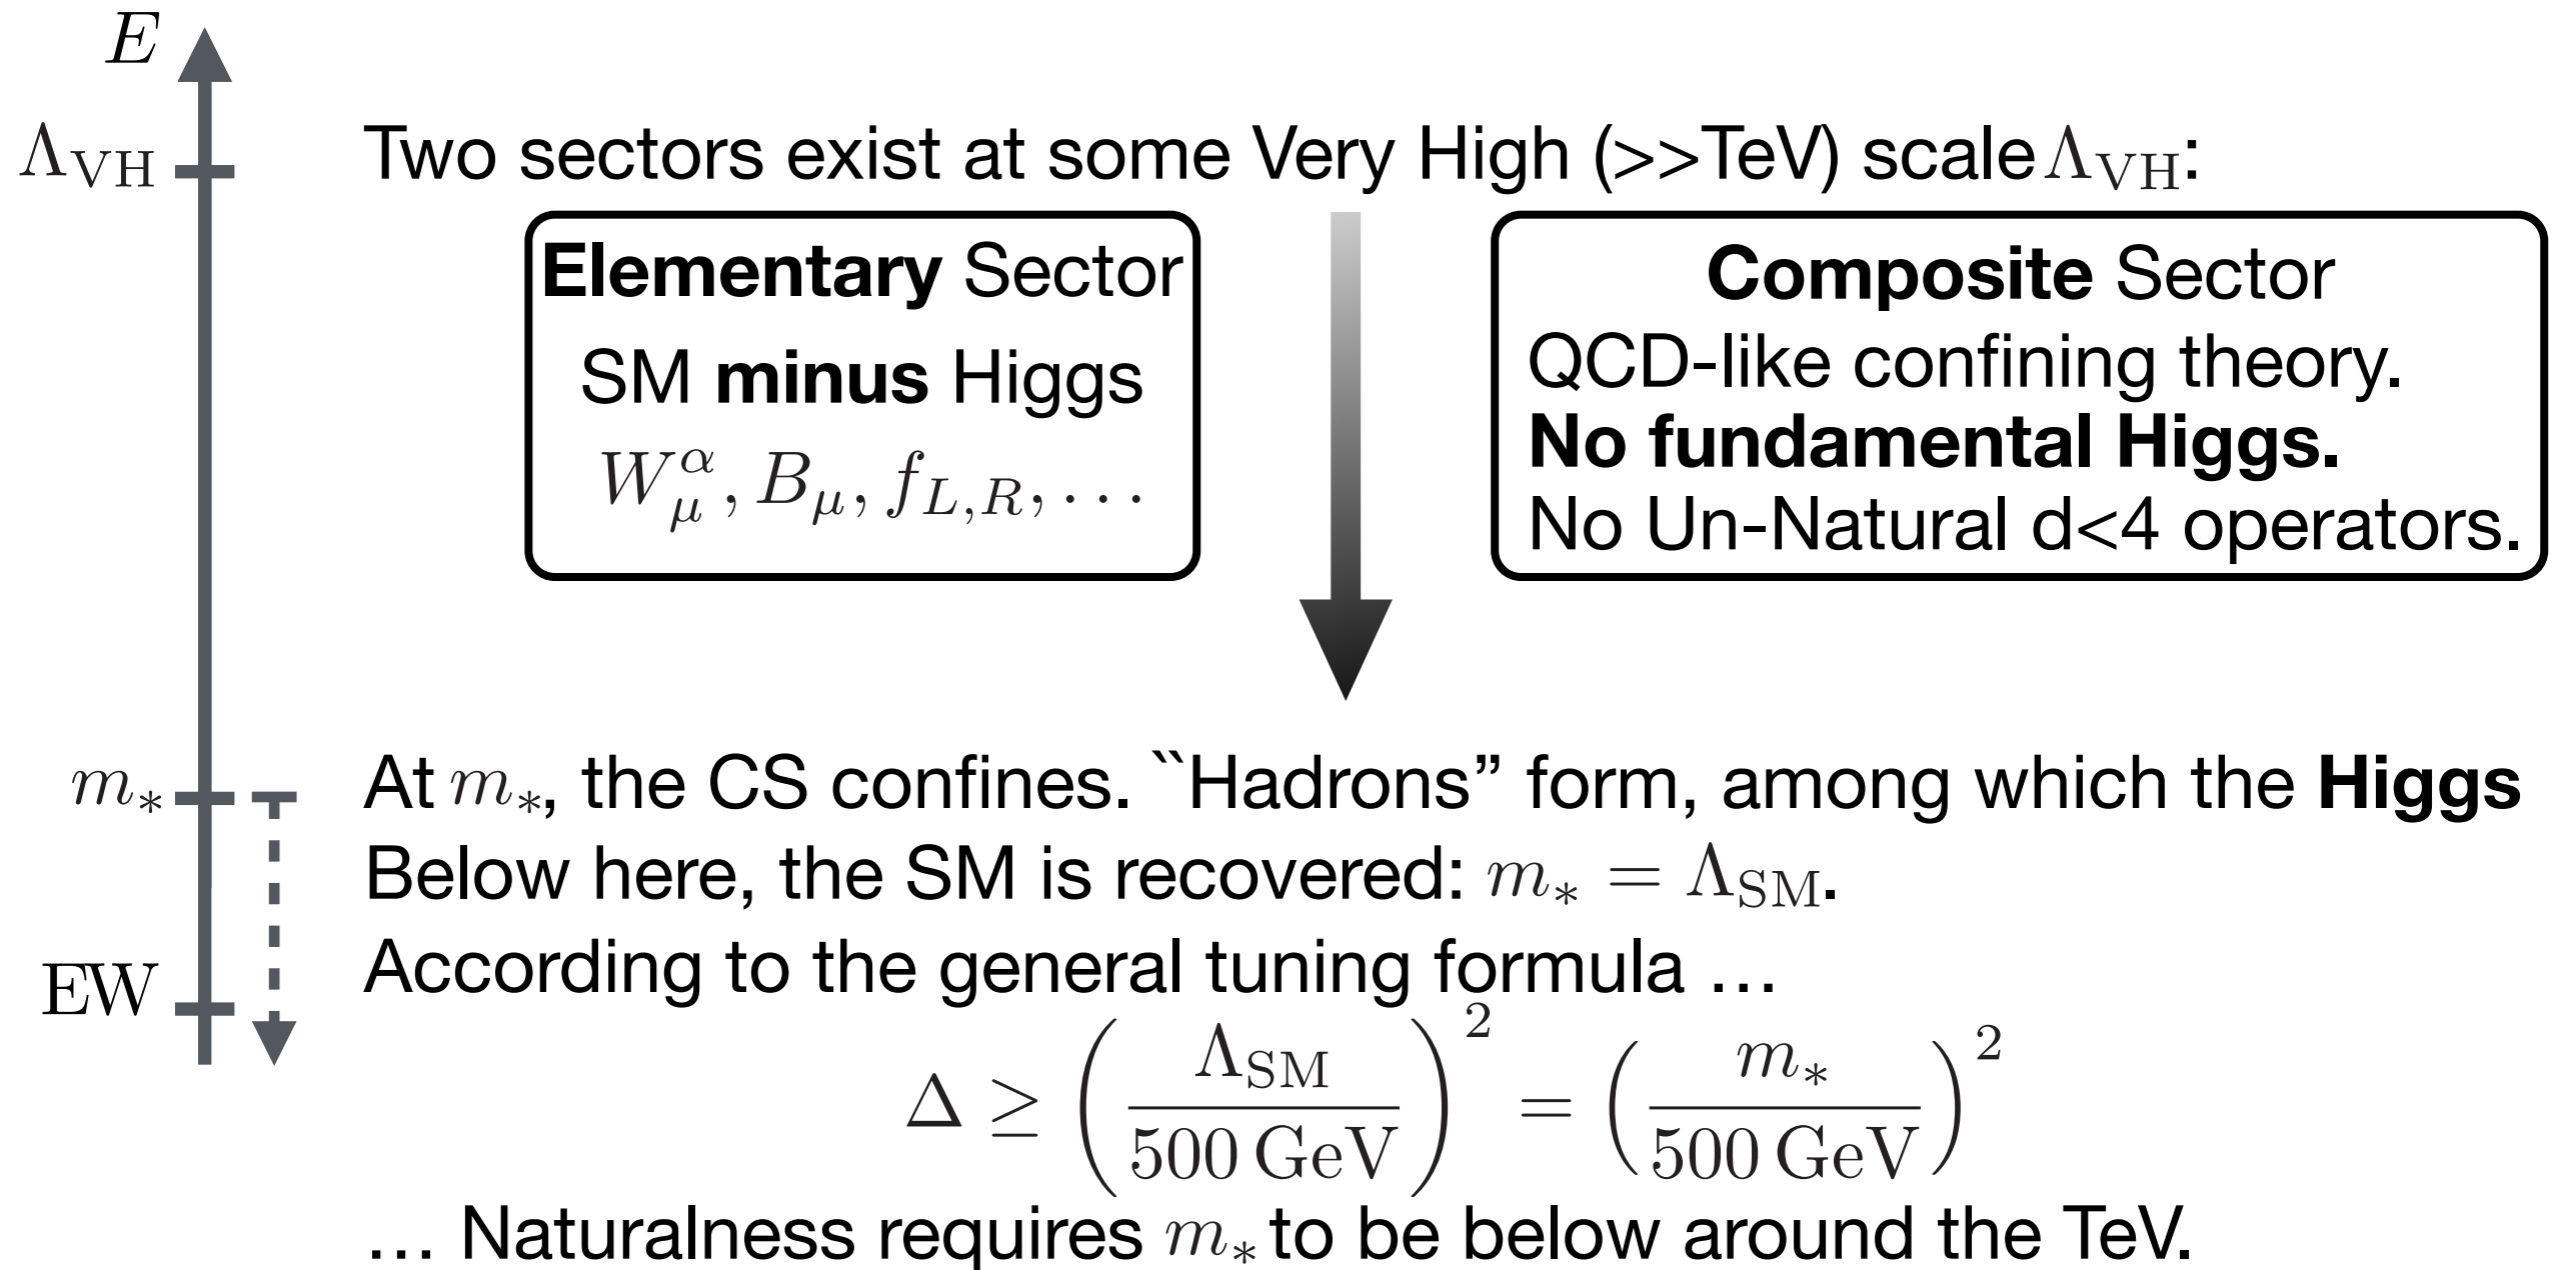 E
Λ_VH
Two sectors exist at some Very High (>>TeV) scale Λ_VH:
Elementary Sector
SM minus Higgs
W_μ^α, B_μ, f_{L,R}, ...
Composite Sector
QCD-like confining theory.
No fundamental Higgs.
No Un-Natural d<4 operators.
m_*
At m_*, the CS confines. ``Hadrons” form, among which the Higgs
Below here, the SM is recovered: m_* = Λ_SM.
EW
According to the general tuning formula …
Δ ≥ (Λ_SM / 500 GeV)^2 = (m_* / 500 GeV)^2
… Naturalness requires m_* to be below around the TeV.